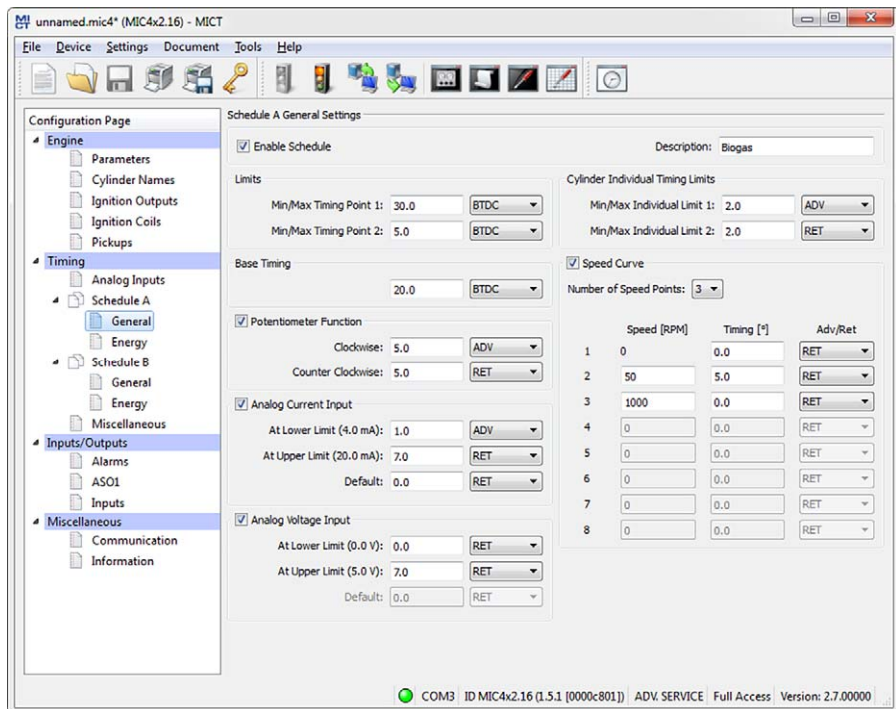 MICT unnamed.mic4* (MIC4x2.16) - MICT
File Device Settings Document Tools Help
Configuration Page
Engine
Parameters
Cylinder Names
Ignition Outputs
Ignition Coils
Pickups
Timing
Analog Inputs
Schedule A
General
Energy
Schedule B
General
Energy
Miscellaneous
Inputs/Outputs
Alarms
ASO1
Inputs
Miscellaneous
Communication
Information
Schedule A General Settings
Enable Schedule Description: Biogas
Limits
Min/Max Timing Point 1: 30.0 BTDC
Min/Max Timing Point 2: 5.0 BTDC
Cylinder Individual Timing Limits
Min/Max Individual Limit 1: 2.0 ADV
Min/Max Individual Limit 2: 2.0 RET
Base Timing
20.0 BTDC
Potentiometer Function
Clockwise: 5.0 ADV
Counter Clockwise: 5.0 RET
Analog Current Input
At Lower Limit (4.0 mA): 1.0 ADV
At Upper Limit (20.0 mA): 7.0 RET
Default: 0.0 RET
Analog Voltage Input
At Lower Limit (0.0 V): 0.0 RET
At Upper Limit (5.0 V): 7.0 RET
Default: 0.0 RET
Speed Curve
Number of Speed Points: 3
Speed [RPM] Timing [°] Adv/Ret
1 0 0.0 RET
2 50 5.0 RET
3 1000 0.0 RET
4 0 0.0 RET
5 0 0.0 RET
6 0 0.0 RET
7 0 0.0 RET
8 0 0.0 RET
COM3 ID MIC4x2.16 (1.5.1 [0000c801]) ADV. SERVICE Full Access Version: 2.7.00000